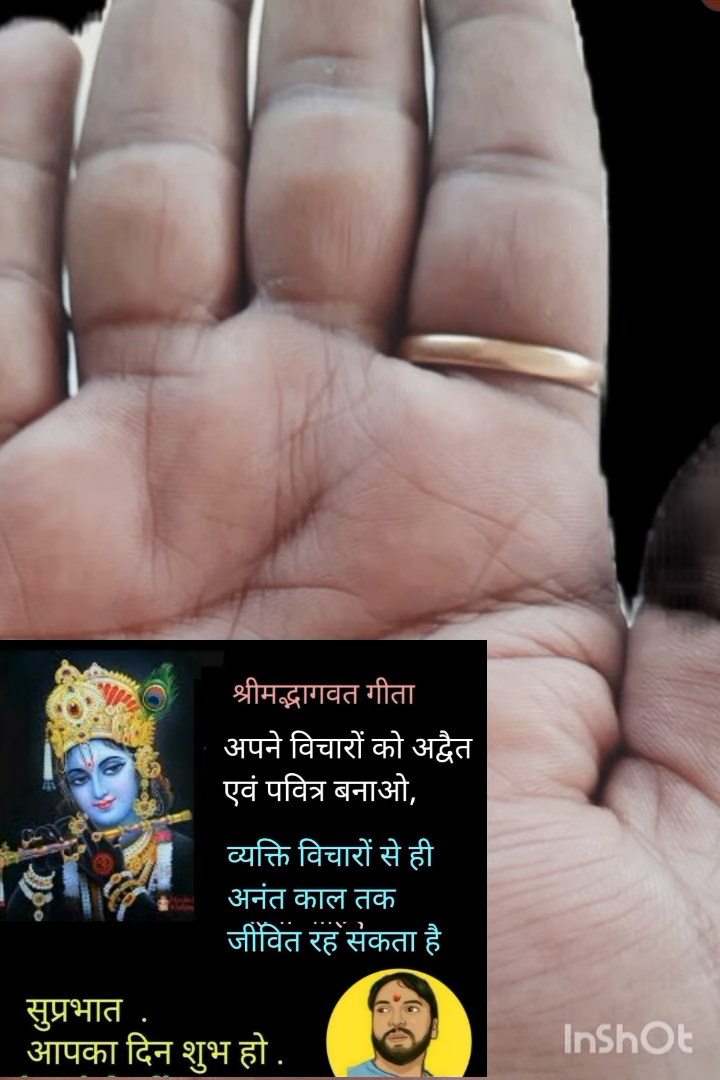 श्रीमद्भागवत गीता
अपने विचारों को अद्वैत
एवं पवित्र बनाओ,
व्यक्ति विचारों से ही
अनंत काल तक
जीवित रह सकता है
सुप्रभात .
आपका दिन शुभ हो .
InShOt